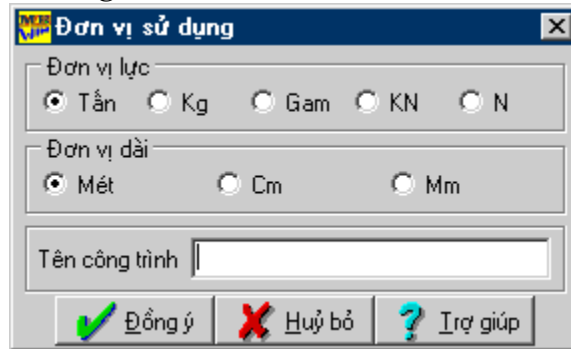 Đơn vị sử dụng
Đơn vị lực
Tấn Kg Gam KN N
Đơn vị dài
Mét Cm Mm
Tên công trình
Đồng ý Huỷ bỏ Trợ giúp